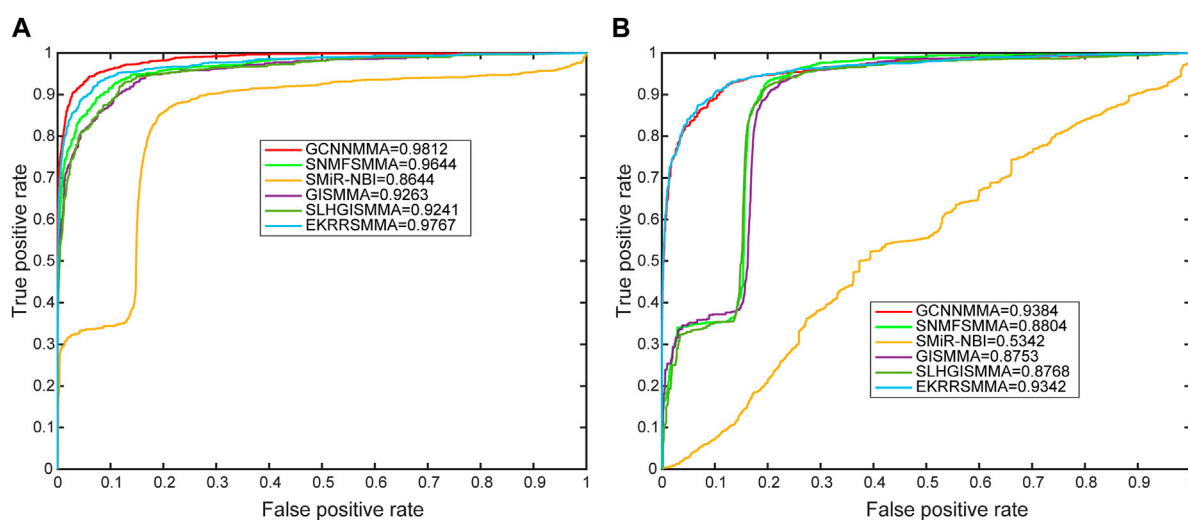 A
B
1
0.9
0.8
0.7
0.6
0.5
0.4
0.3
0.2
0.1
0
True positive rate
GCNNMMA=0.9812
SNMFSMMA=0.9644
SMiR-NBI=0.8644
GISMMA=0.9263
SLHGISMMA=0.9241
EKRRSMMA=0.9767
0 0.1 0.2 0.3 0.4 0.5 0.6 0.7 0.8 0.9 1
False positive rate
1
0.9
0.8
0.7
0.6
0.5
0.4
0.3
0.2
0.1
0
True positive rate
GCNNMMA=0.9384
SNMFSMMA=0.8804
SMiR-NBI=0.5342
GISMMA=0.8753
SLHGISMMA=0.8768
EKRRSMMA=0.9342
0 0.1 0.2 0.3 0.4 0.5 0.6 0.7 0.8 0.9
False positive rate